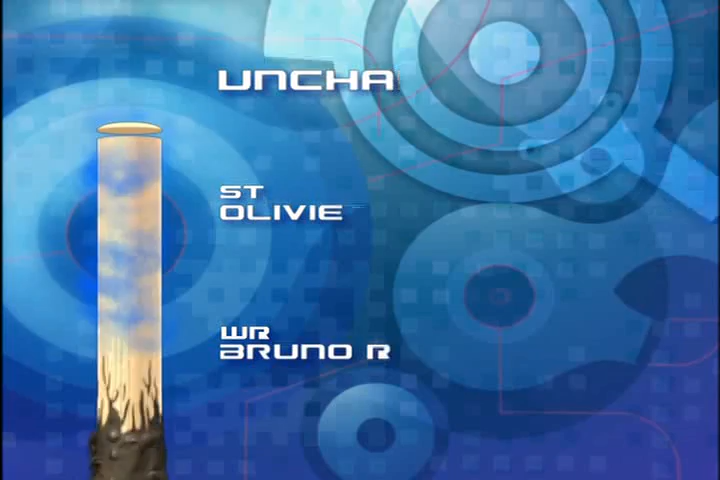 UNCHA
ST
OLIVIE
WR
BRUNO R